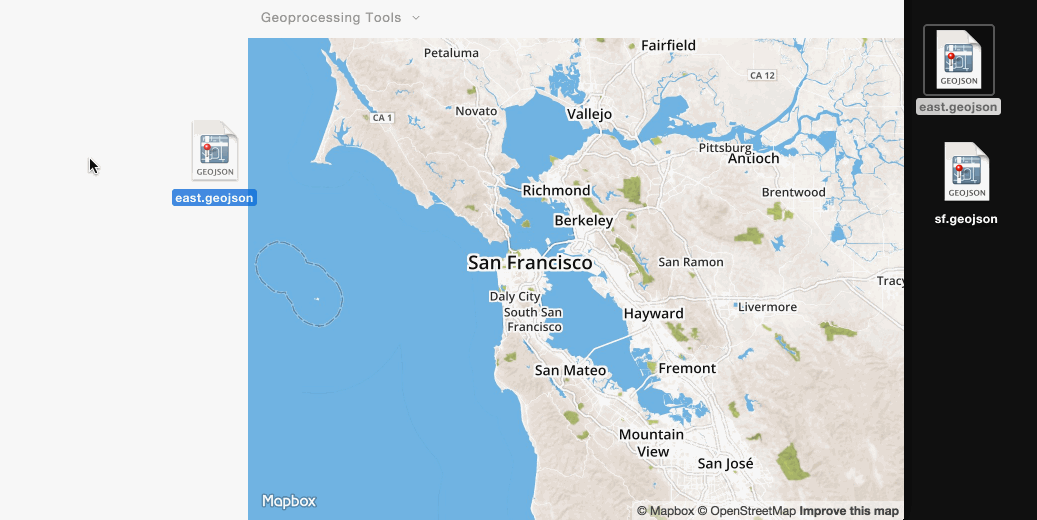 Geoprocessing Tools
Petaluma
Fairfield
CA 12
GEOJSON
east.geojson
Novato
CA 1
Vallejo
Pittsburg
Antioch
GEOJSON
east.geojson
Richmond
Brentwood
GEOJSON
sf.geojson
Berkeley
San Francisco
San Ramon
Tracy
Daly City
South San
Francisco
Livermore
Hayward
San Mateo
Fremont
Mountain
View
San José
Mapbox
© Mapbox © OpenStreetMap Improve this map